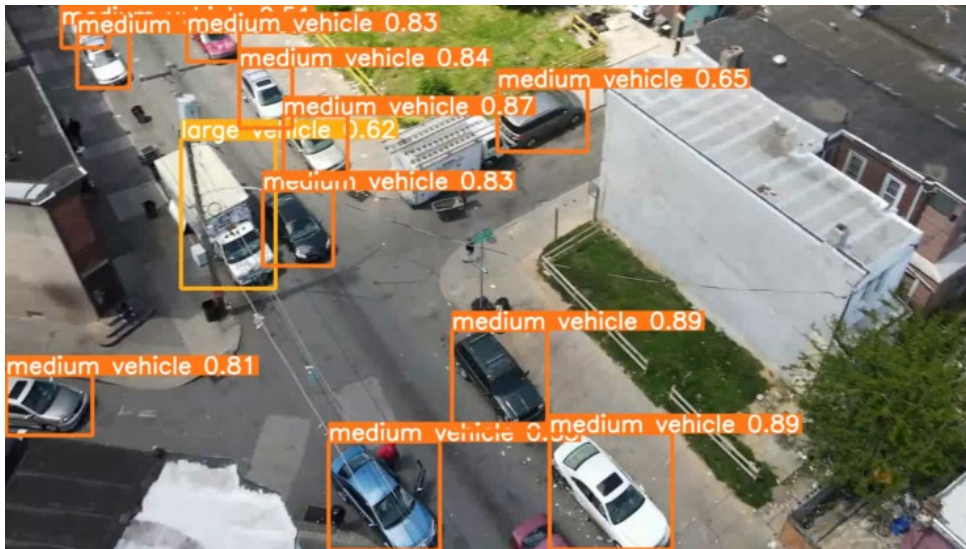 medium vehicle 0.83
medium vehicle 0.84
medium vehicle 0.65
medium vehicle 0.87
large vehicle 0.62
medium vehicle 0.83
medium vehicle 0.89
medium vehicle 0.81
medium vehicle
medium vehicle 0.89